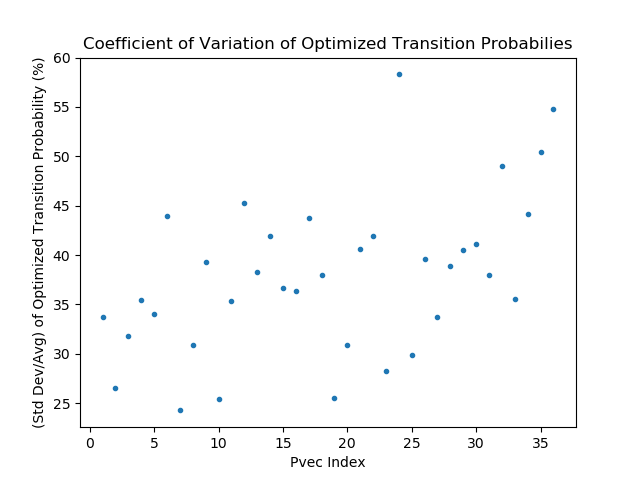 Coefficient of Variation of Optimized Transition Probabilies
(Std Dev/Avg) of Optimized Transition Probability (%)
60
55
50
45
40
35
30
25
0 5 10 15 20 25 30 35
Pvec Index